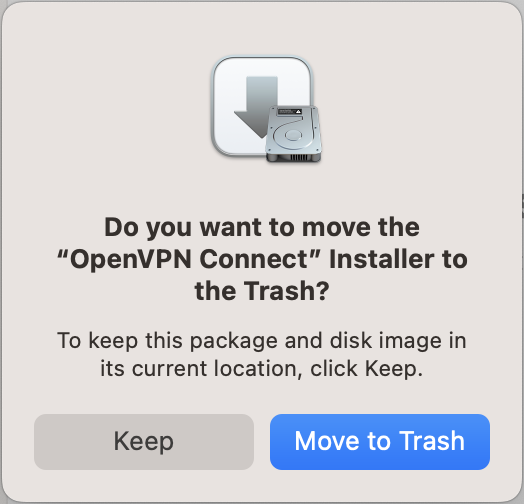 Do you want to move the
“OpenVPN Connect” Installer to
the Trash?
To keep this package and disk image in
its current location, click Keep.
Keep
Move to Trash